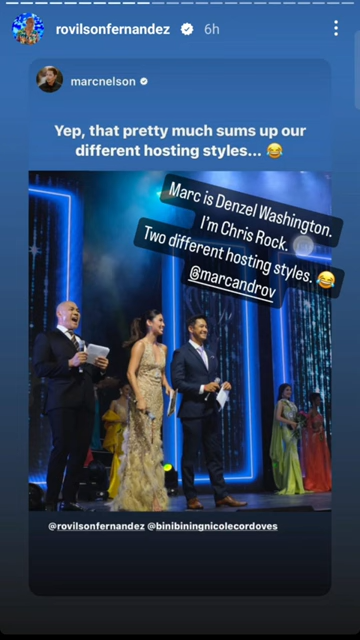 rovilsonfernandez 6h
marcnelson
Yep, that pretty much sums up our
different hosting styles... 😂
Marc is Denzel Washington.
I'm Chris Rock.
Two different hosting styles. 😂
@marcandrov
@rovilsonfernandez @binibiningnicolecordoves